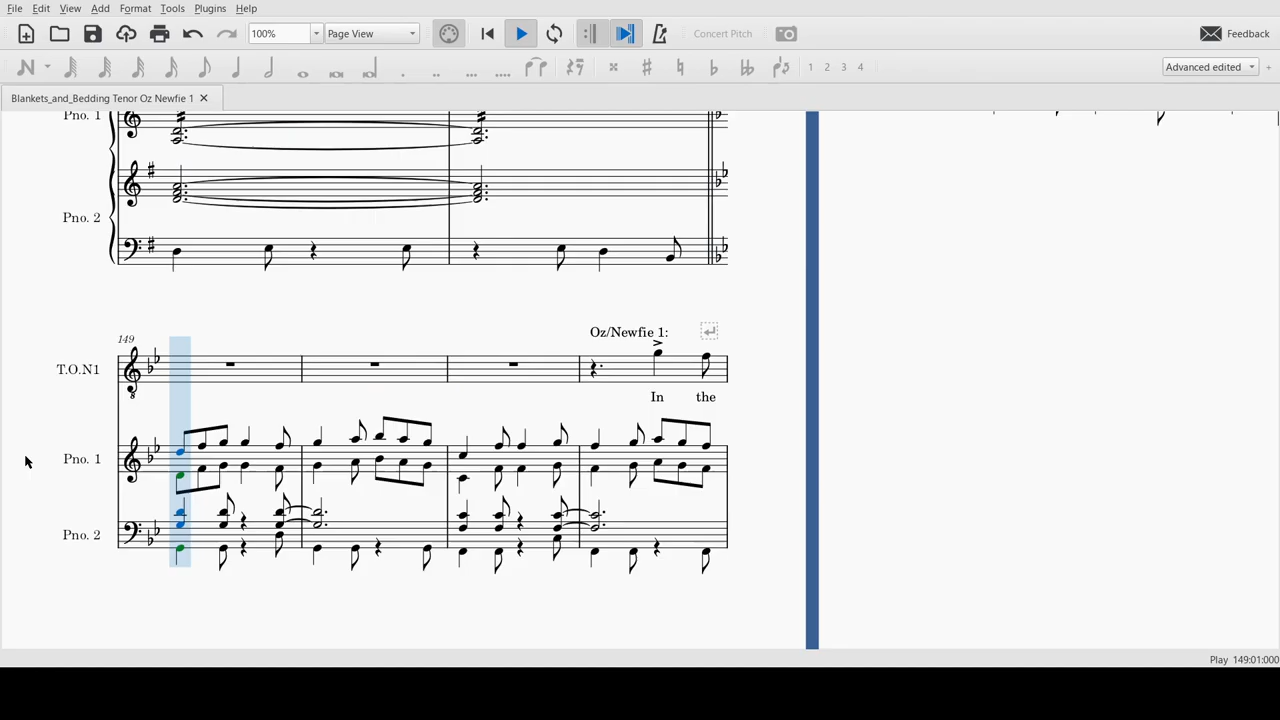 File Edit View Add Format Tools Plugins Help
100% Page View Concert Pitch Feedback
1 2 3 4 Advanced edited
Blankets_and_Bedding Tenor Oz Newfie 1
Pno. 1
Pno. 2
149 Oz/Newfie 1:
T.O.N1
In the
Pno. 1
Pno. 2
Play 149:01:000